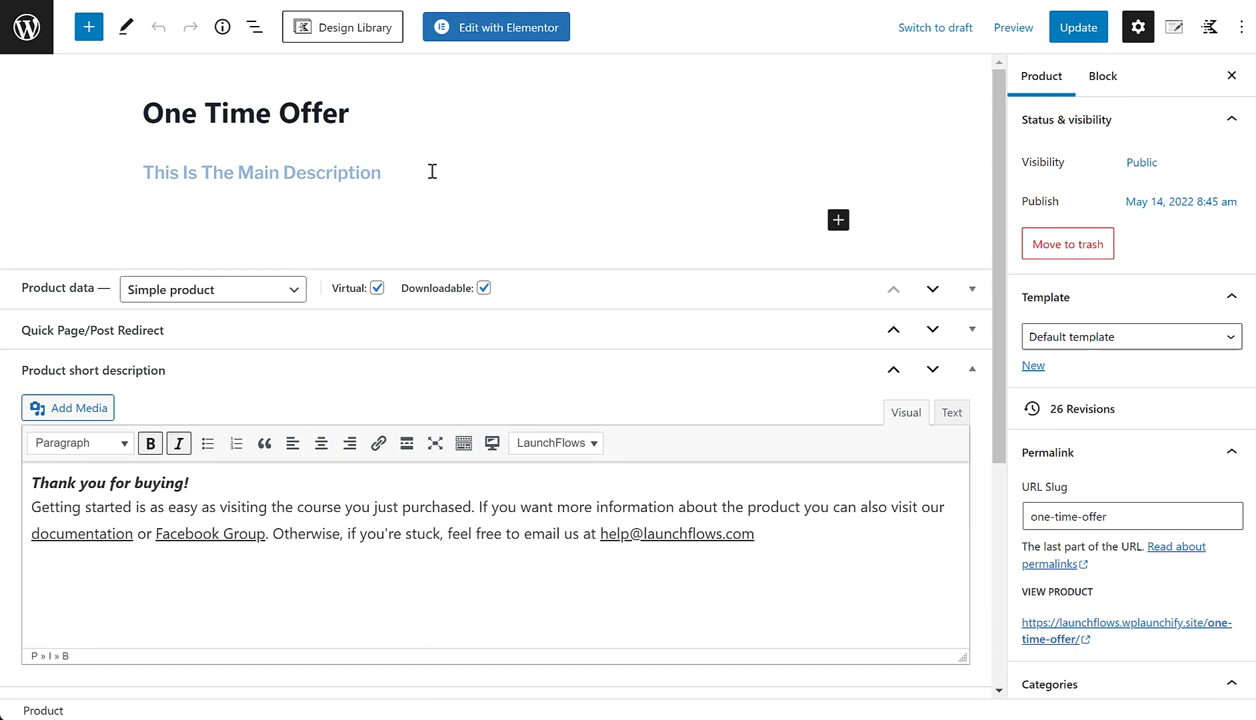 Design Library
Edit with Elementor
Switch to draft
Preview
Update
One Time Offer
This Is The Main Description
Product data —
Simple product
Virtual:
Downloadable:
Quick Page/Post Redirect
Product short description
Add Media
Visual
Text
Paragraph
B
I
LaunchFlows
Thank you for buying!
Getting started is as easy as visiting the course you just purchased. If you want more information about the product you can also visit our
documentation or Facebook Group. Otherwise, if you're stuck, feel free to email us at help@launchflows.com
P » I » B
Product
Product
Block
Status & visibility
Visibility
Public
Publish
May 14, 2022 8:45 am
Move to trash
Template
Default template
New
26 Revisions
Permalink
URL Slug
one-time-offer
The last part of the URL. Read about
permalinks
VIEW PRODUCT
https://launchflows.wplaunchify.site/one-
time-offer/
Categories